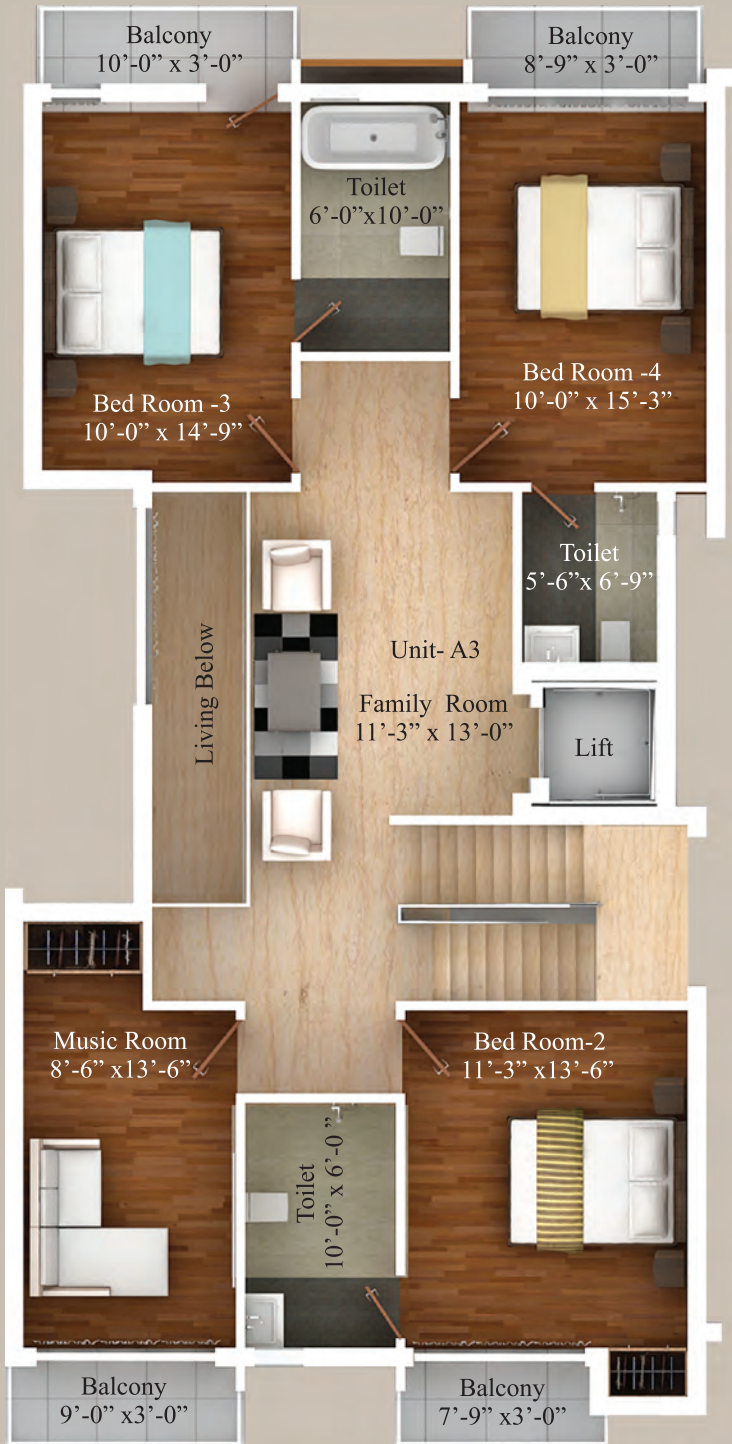 Balcony
10’-0” x 3’-0”
Balcony
8’-9” x 3’-0”
Toilet
6’-0”x10’-0”
Bed Room -3
10’-0” x 14’-9”
Bed Room -4
10’-0” x 15’-3”
Toilet
5’-6”x 6’-9”
Living Below
Unit- A3
Family Room
11’-3” x 13’-0”
Lift
Music Room
8’-6” x13’-6”
Bed Room-2
11’-3” x13’-6”
Toilet
10’-0” x 6’-0 ”
Balcony
9’-0” x3’-0”
Balcony
7’-9” x3’-0”